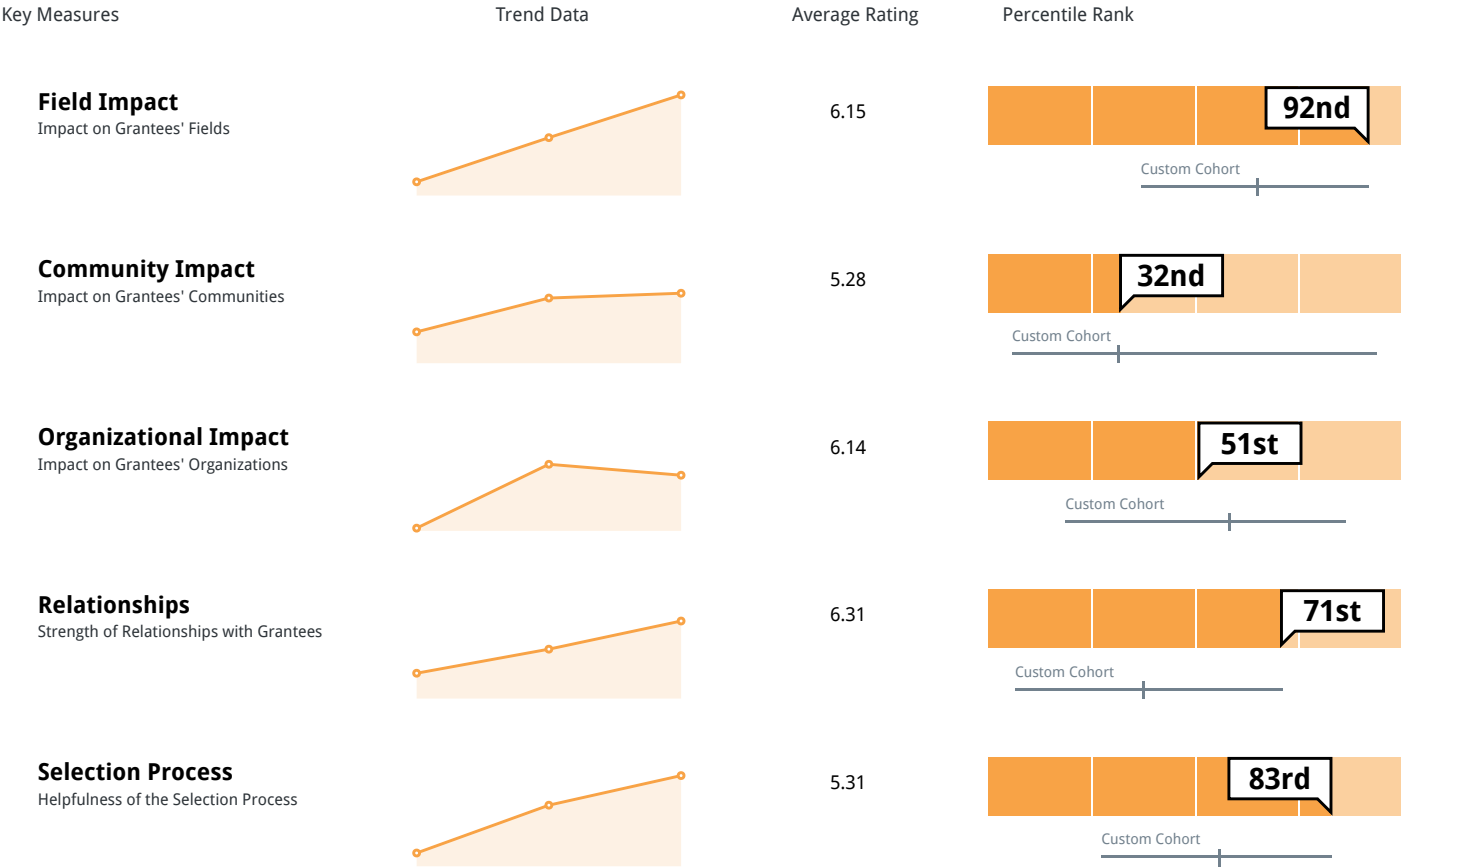 Key Measures Trend Data Average Rating Percentile Rank
Field Impact
Impact on Grantees' Fields
6.15
92nd
Custom Cohort
Community Impact
Impact on Grantees' Communities
5.28
32nd
Custom Cohort
Organizational Impact
Impact on Grantees' Organizations
6.14
51st
Custom Cohort
Relationships
Strength of Relationships with Grantees
6.31
71st
Custom Cohort
Selection Process
Helpfulness of the Selection Process
5.31
83rd
Custom Cohort